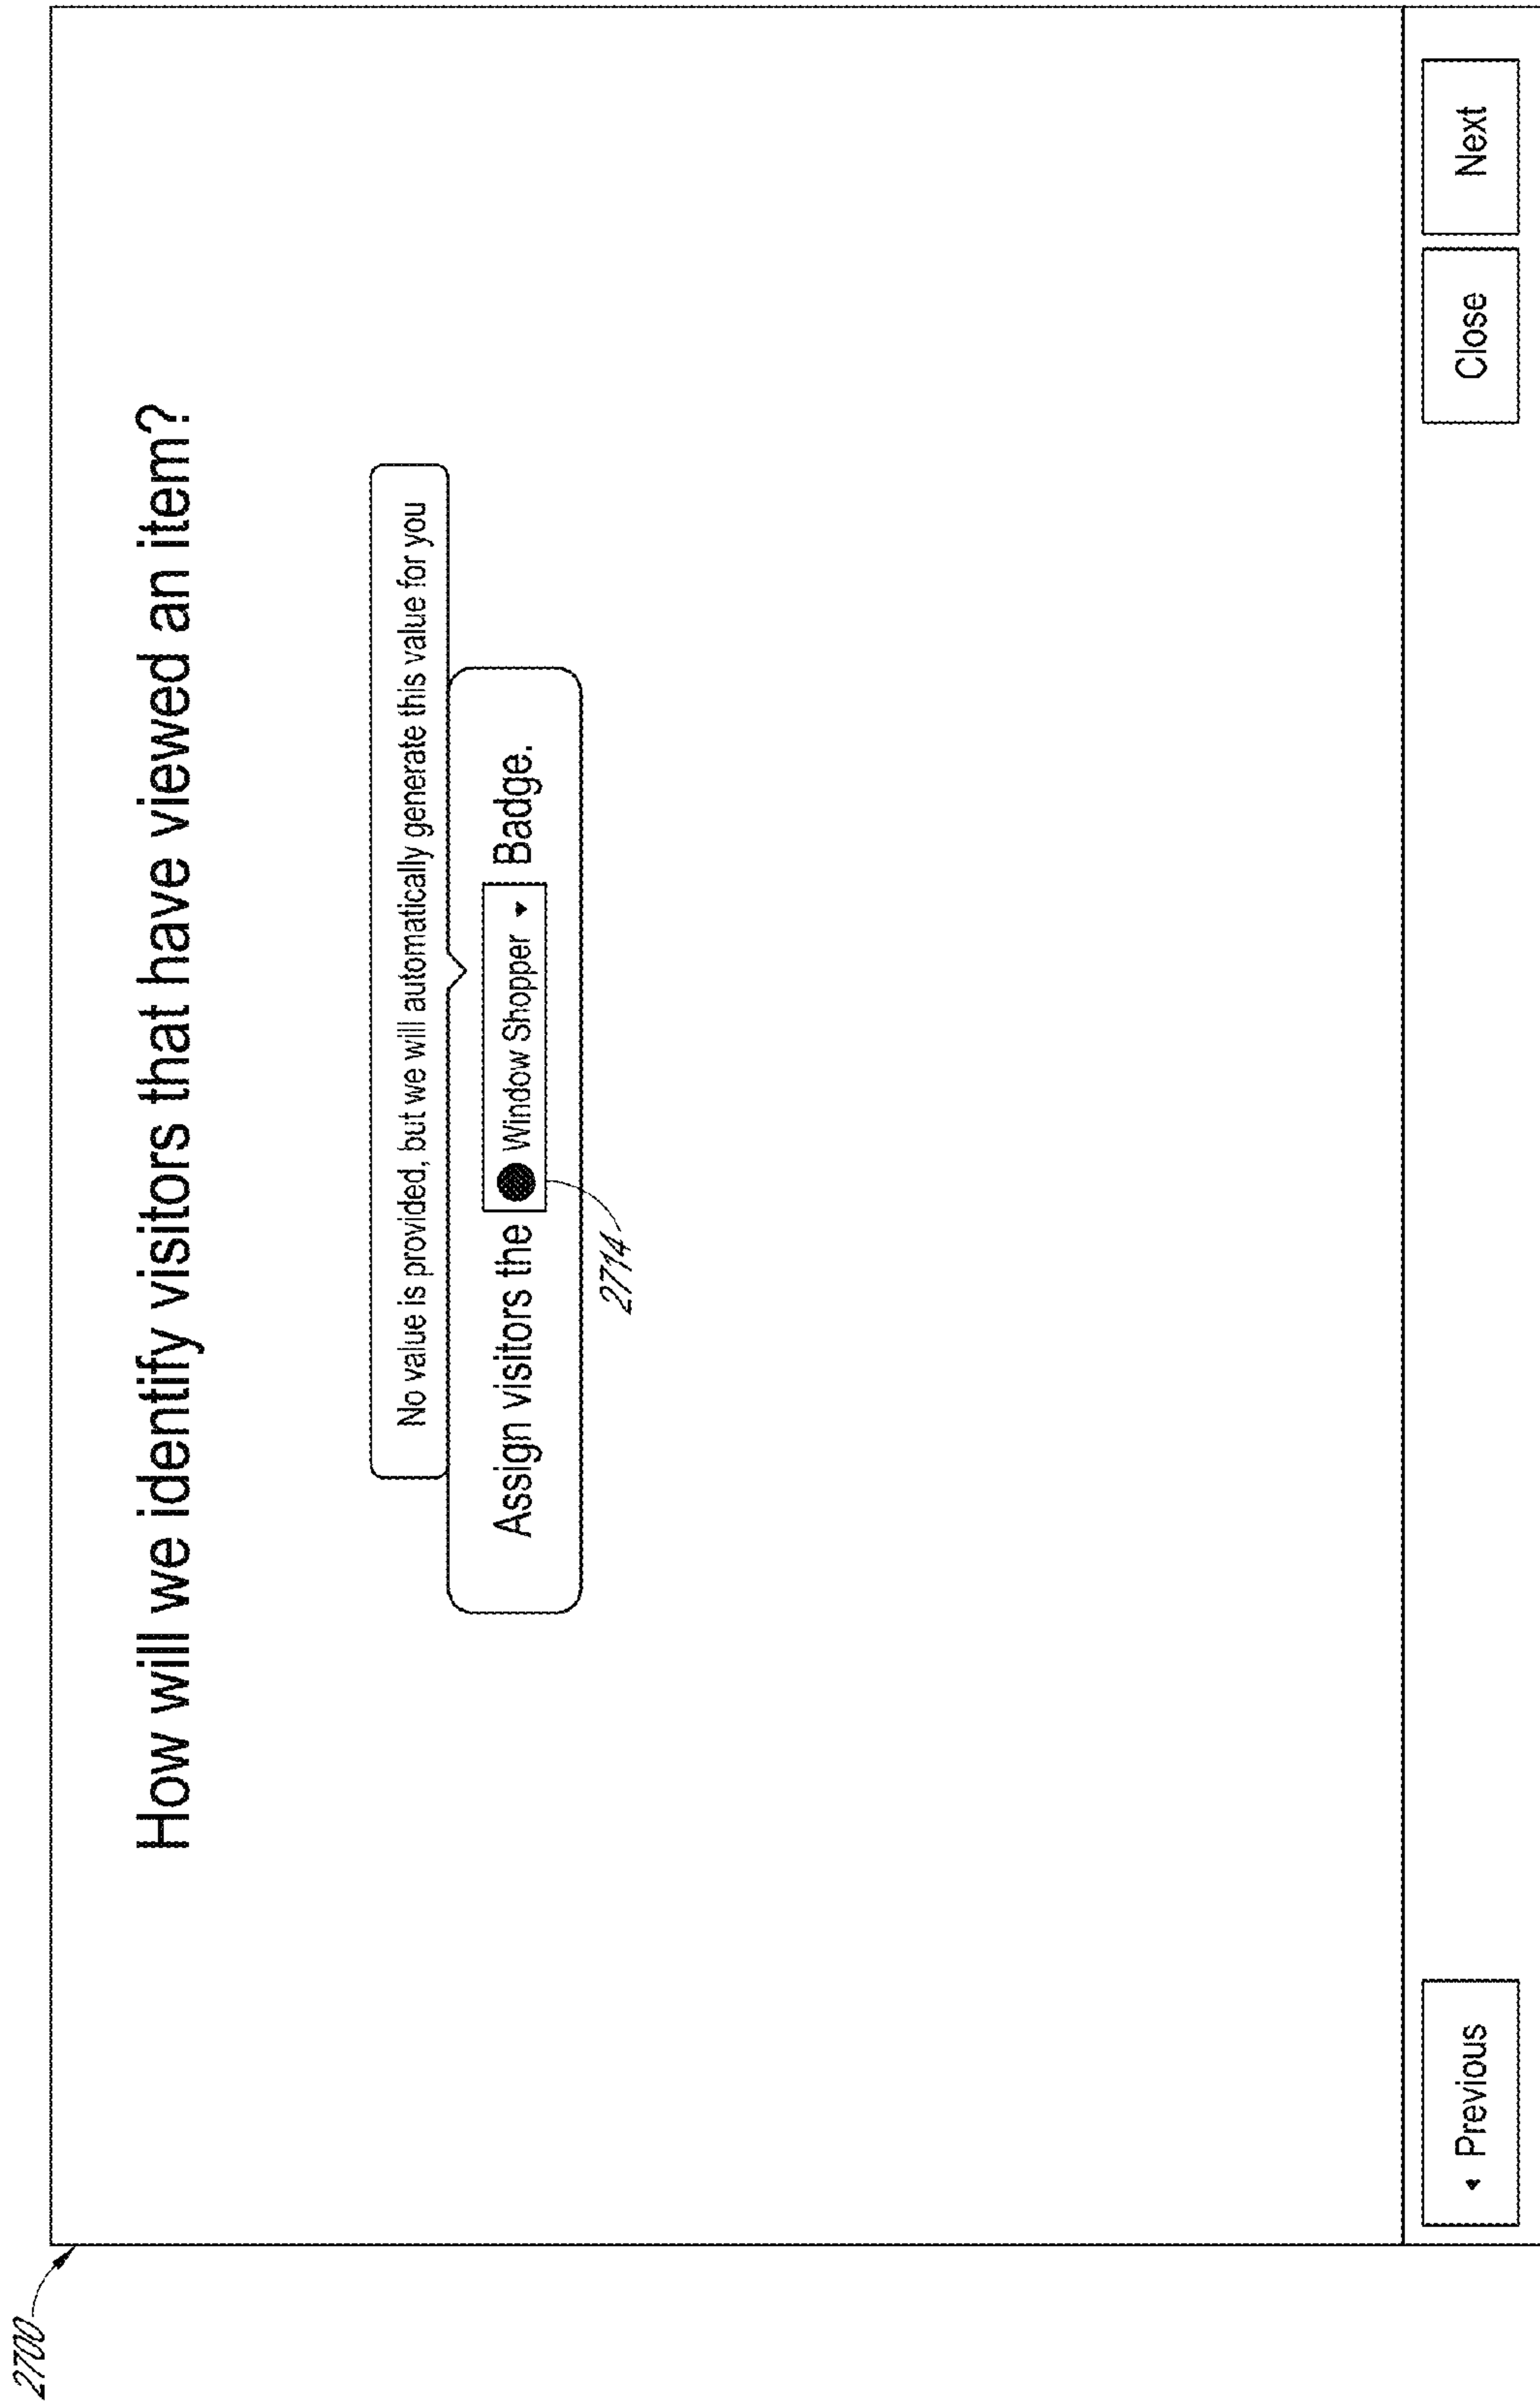 2700
How will we identify visitors that have viewed an item?
No value is provided, but we will automatically generate this value for you
Assign visitors the Window Shopper Badge.
2714
Previous Close Next